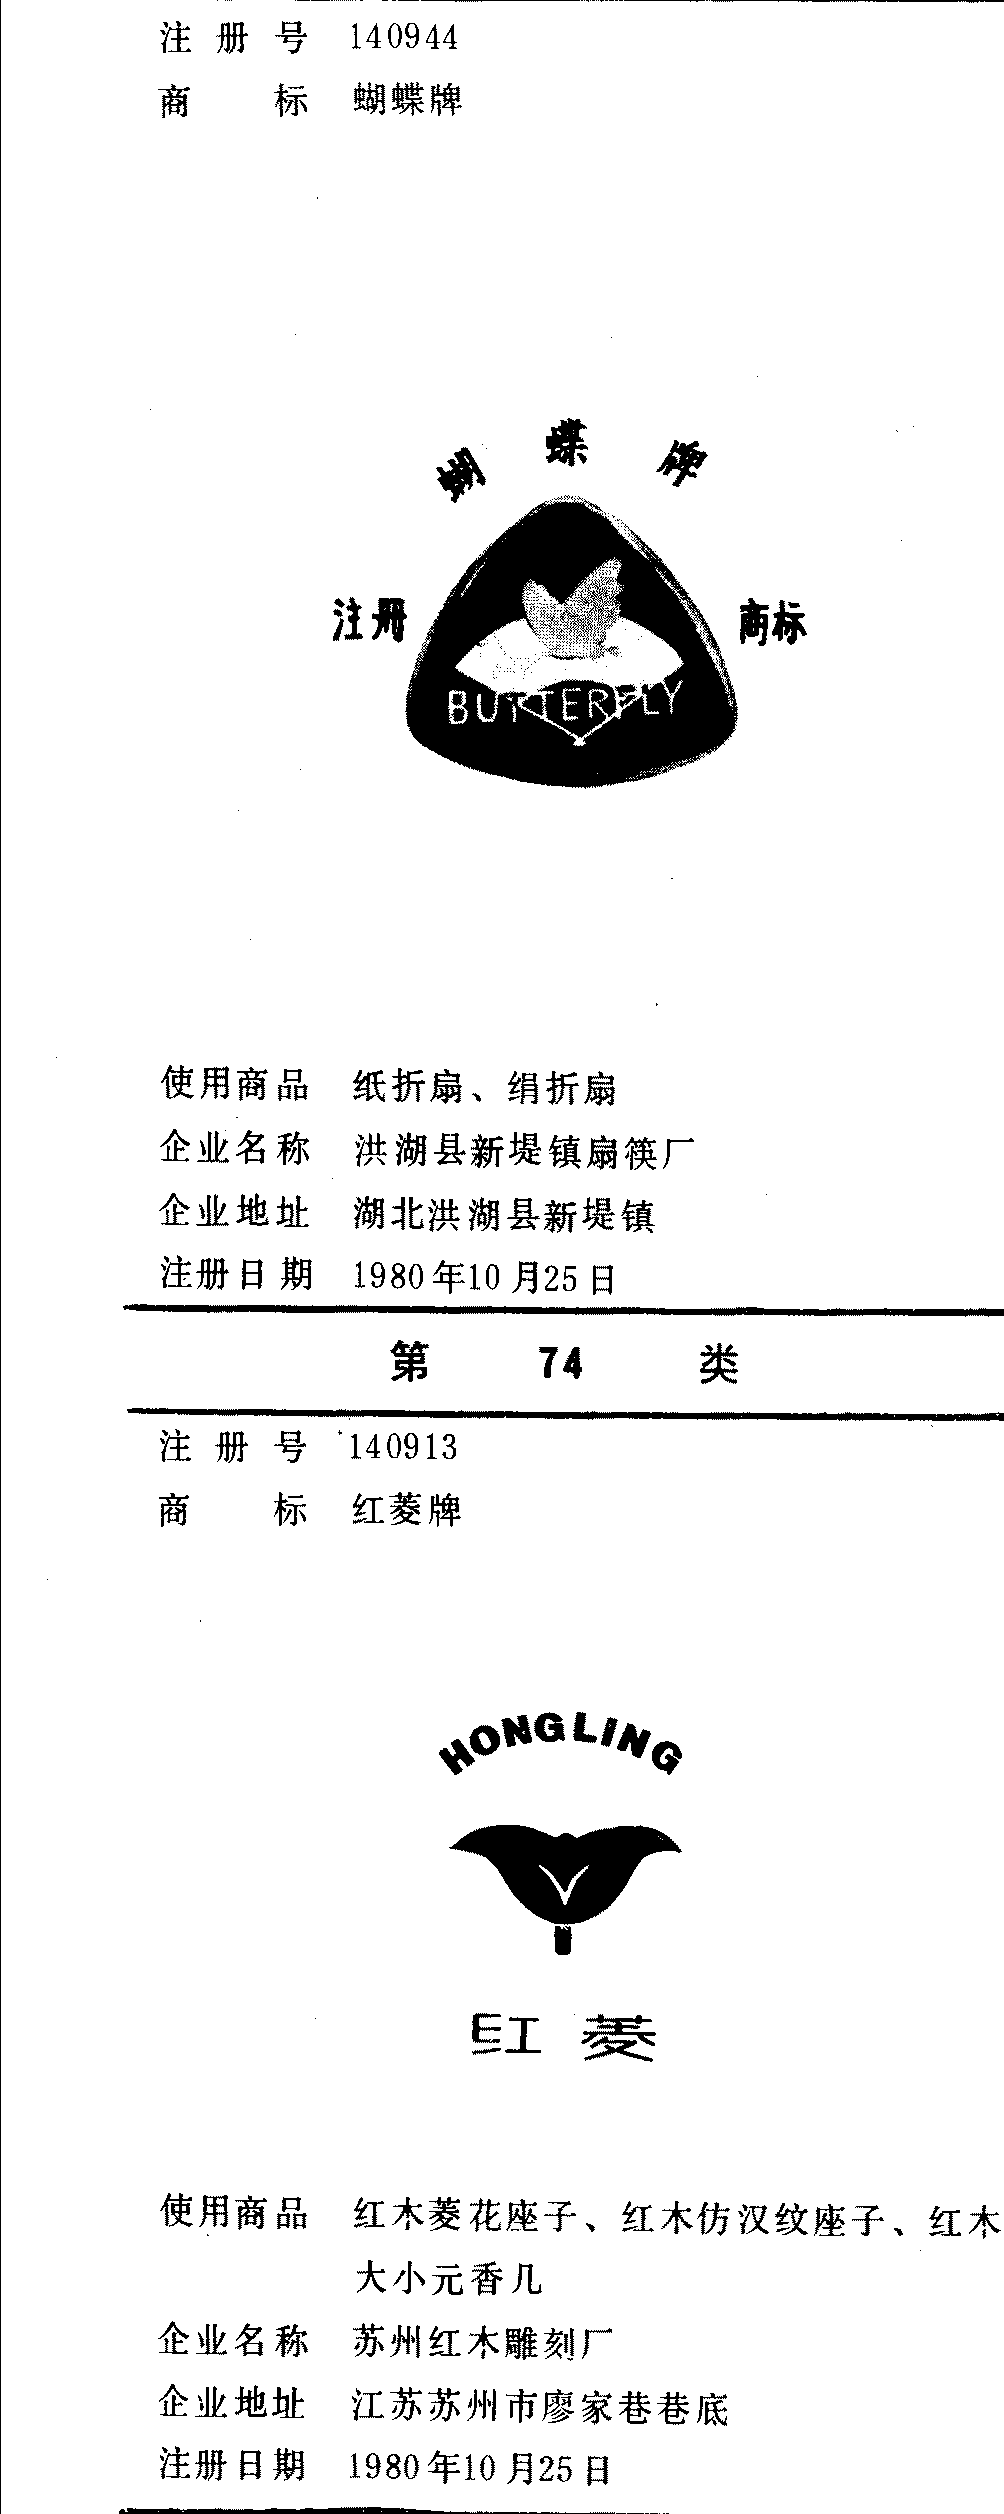 注册号 140944
商标 蝴蝶牌
蝴蝶牌
注册 商标
BUTTERFLY
使用商品 纸折扇、绢折扇
企业名称 洪湖县新堤镇扇筷厂
企业地址 湖北洪湖县新堤镇
注册日期 1980年10月25日
第 74 类
注册号 140913
商标 红菱牌
HONGLING
红菱
使用商品 红木菱花座子、红木仿汉纹座子、红木
大小元香几
企业名称 苏州红木雕刻厂
企业地址 江苏苏州市廖家巷巷底
注册日期 1980年10月25日